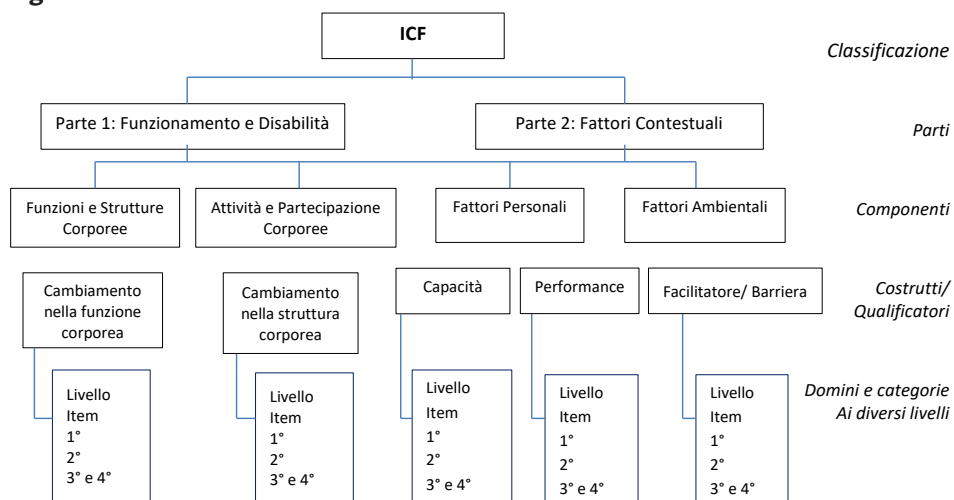 g
ICF
Classificazione
Parte 1: Funzionamento e Disabilità
Parte 2: Fattori Contestuali
Parti
Funzioni e Strutture
Corporee
Attività e Partecipazione
Corporee
Fattori Personali
Fattori Ambientali
Componenti
Cambiamento
nella funzione
corporea
Cambiamento
nella struttura
corporea
Capacità
Performance
Facilitatore/ Barriera
Costrutti/
Qualificatori
Livello
Item
1°
2°
3° e 4°
Livello
Item
1°
2°
3° e 4°
Livello
Item
1°
2°
3° e 4°
Livello
Item
1°
2°
3° e 4°
Livello
Item
1°
2°
3° e 4°
Domini e categorie
Ai diversi livelli